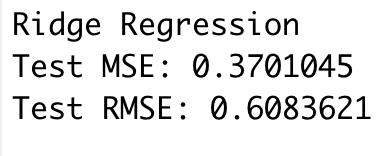 Ridge Regression
Test MSE: 0.3701045
Test RMSE: 0.6083621